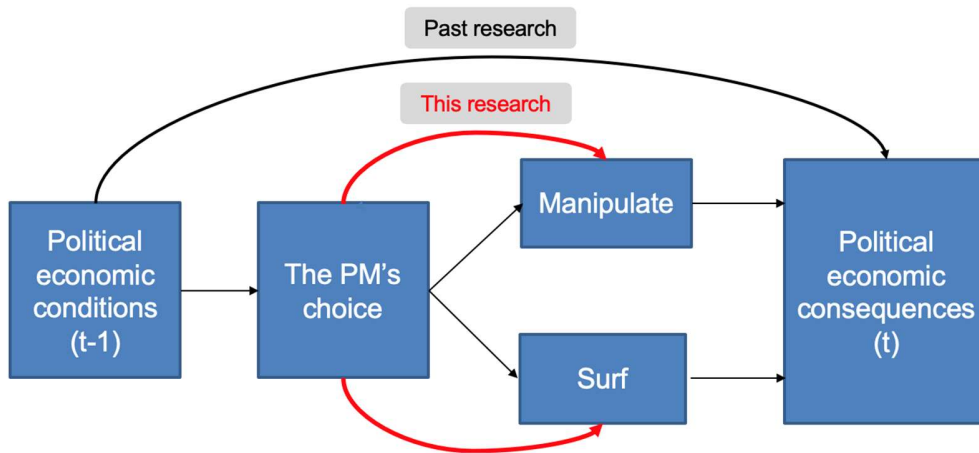 Past research
This research
Political
economic
conditions
(t-1)
The PM's
choice
Manipulate
Surf
Political
economic
consequences
(t)